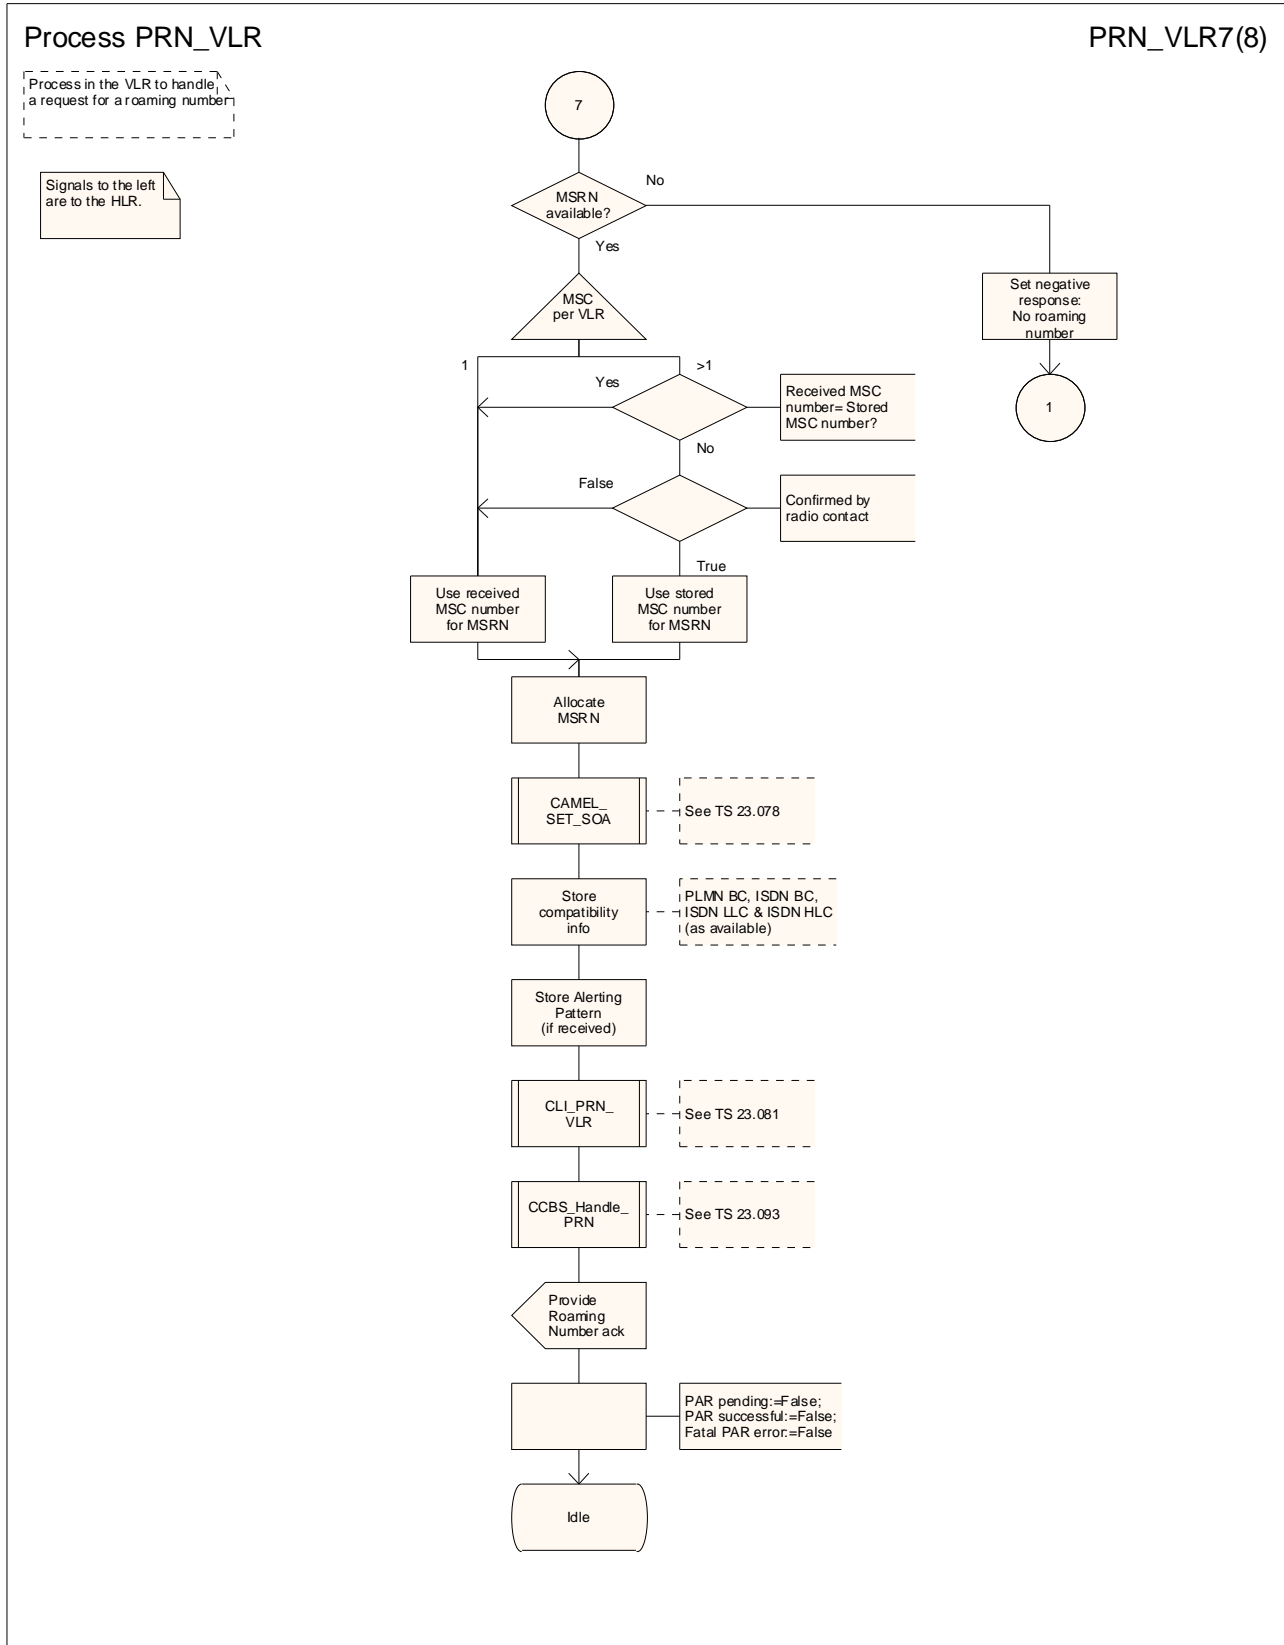 Process PRN_VLR
PRN_VLR7(8)
Process in the VLR to handle
a request for a roaming number
Signals to the left
are to the HLR.
7
No
MSRN
available?
Yes
Set negative
response:
No roaming
number
MSC
per VLR
1
>1
Yes
Received MSC
number= Stored
MSC number?
1
No
False
Confirmed by
radio contact
True
Use received
MSC number
for MSRN
Use stored
MSC number
for MSRN
Allocate
MSRN
CAMEL_
SET_SOA
See TS 23.078
Store
compatibility
info
PLMN BC, ISDN BC,
ISDN LLC & ISDN HLC
(as available)
Store Alerting
Pattern
(if received)
CLI_PRN_
VLR
See TS 23.081
CCBS_Handle_
PRN
See TS 23.093
Provide
Roaming
Number ack
PAR pending:=False;
PAR successful:=False;
Fatal PAR error:=False
Idle